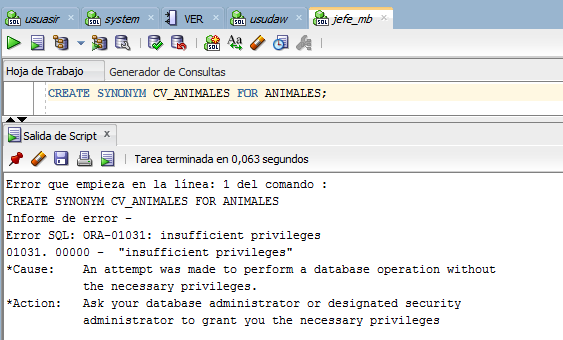 usuasir
system
VER
usudaw
jefe_mb
Hoja de Trabajo
Generador de Consultas
CREATE SYNONYM CV_ANIMALES FOR ANIMALES;
Salida de Script x
Tarea terminada en 0,063 segundos
Error que empieza en la línea: 1 del comando :
CREATE SYNONYM CV_ANIMALES FOR ANIMALES
Informe de error -
Error SQL: ORA-01031: insufficient privileges
01031. 00000 -  "insufficient privileges"
*Cause:    An attempt was made to perform a database operation without
           the necessary privileges.
*Action:   Ask your database administrator or designated security
           administrator to grant you the necessary privileges